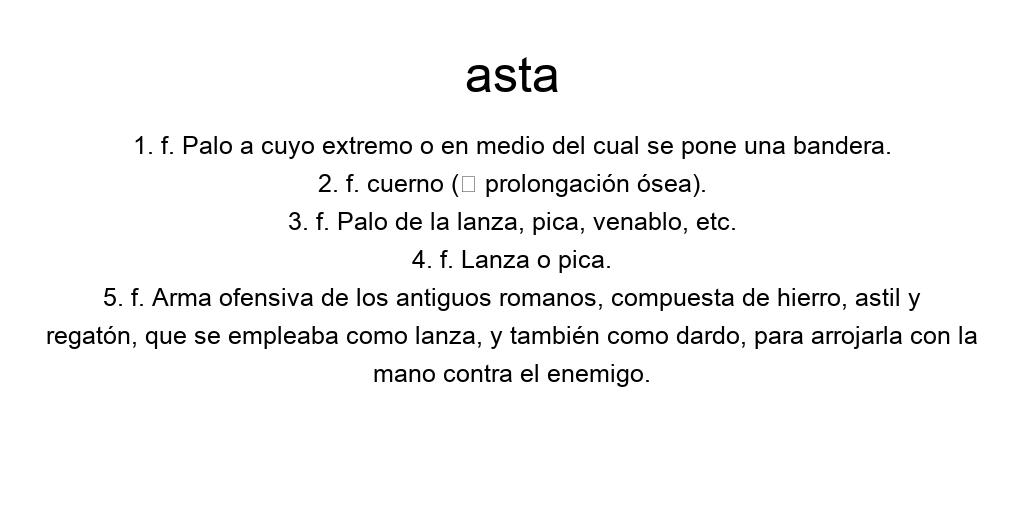 asta
1. f. Palo a cuyo extremo o en medio del cual se pone una bandera.
2. f. cuerno (□ prolongación ósea).
3. f. Palo de la lanza, pica, venablo, etc.
4. f. Lanza o pica.
5. f. Arma ofensiva de los antiguos romanos, compuesta de hierro, astil y
regatón, que se empleaba como lanza, y también como dardo, para arrojarla con la
mano contra el enemigo.